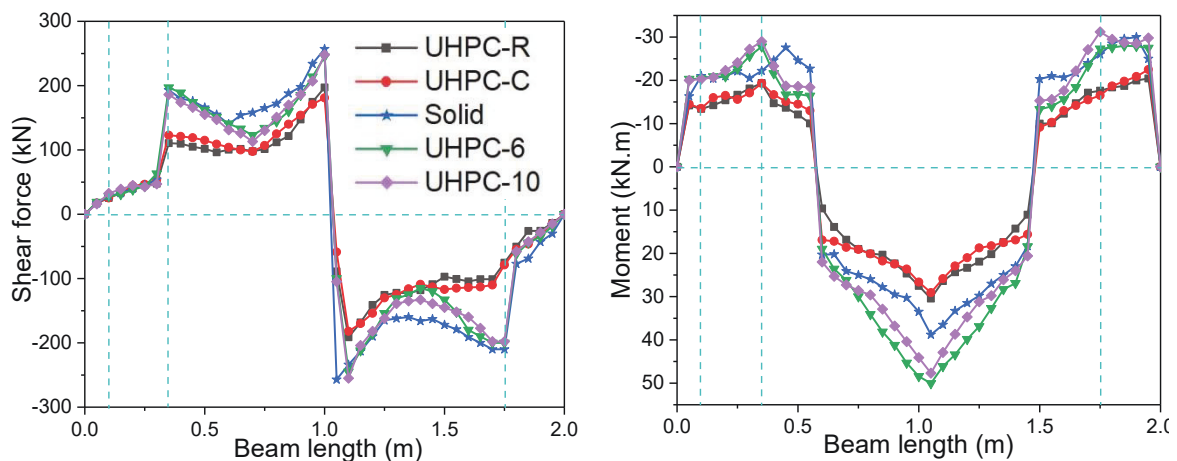 300
200
100
0
-100
-200
-300
Shear force (kN)
0.0
0.5
1.0
1.5
2.0
Beam length (m)
UHPC-R
UHPC-C
Solid
UHPC-6
UHPC-10
-30
-20
-10
0
10
20
30
40
50
Moment (kN.m)
0.0
0.5
1.0
1.5
2.0
Beam length (m)